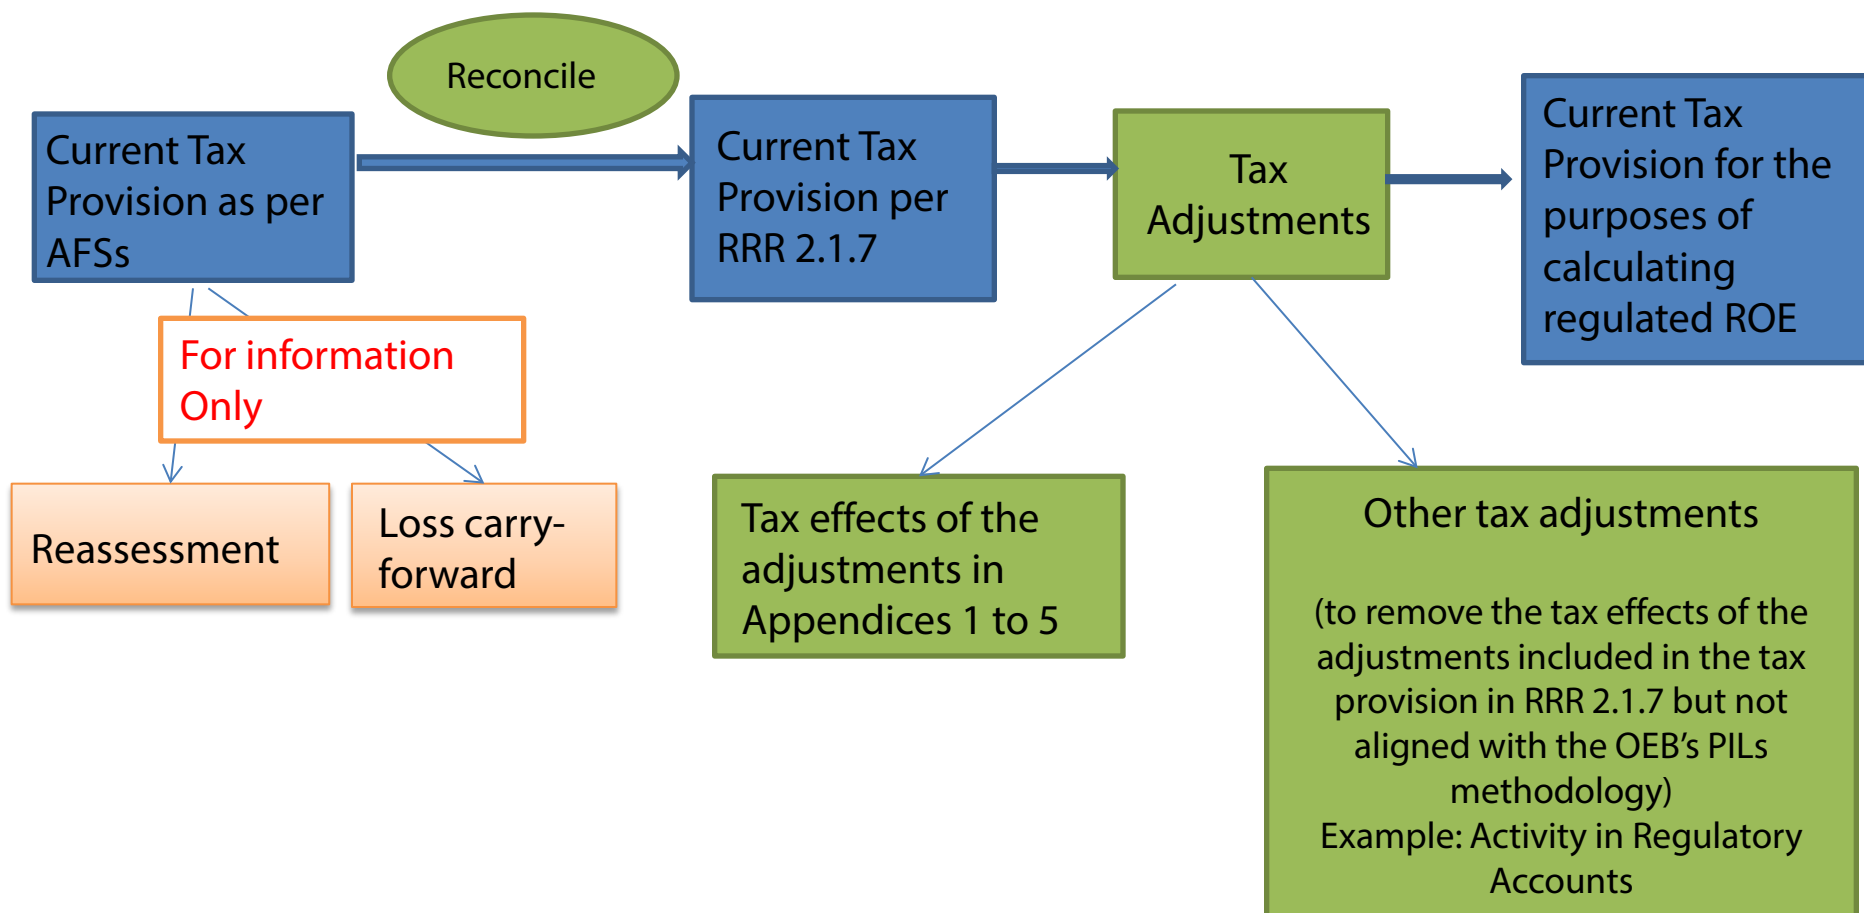 Reconcile
Current Tax
Provision as per
AFSs
Current Tax
Provision per
RRR 2.1.7
Tax
Adjustments
Current Tax
Provision for the
purposes of
calculating
regulated ROE
For information
Only
Reassessment
Loss carry-
forward
Tax effects of the
adjustments in
Appendices 1 to 5
Other tax adjustments
(to remove the tax effects of the
adjustments included in the tax
provision in RRR 2.1.7 but not
aligned with the OEB’s PILs
methodology)
Example: Activity in Regulatory
Accounts